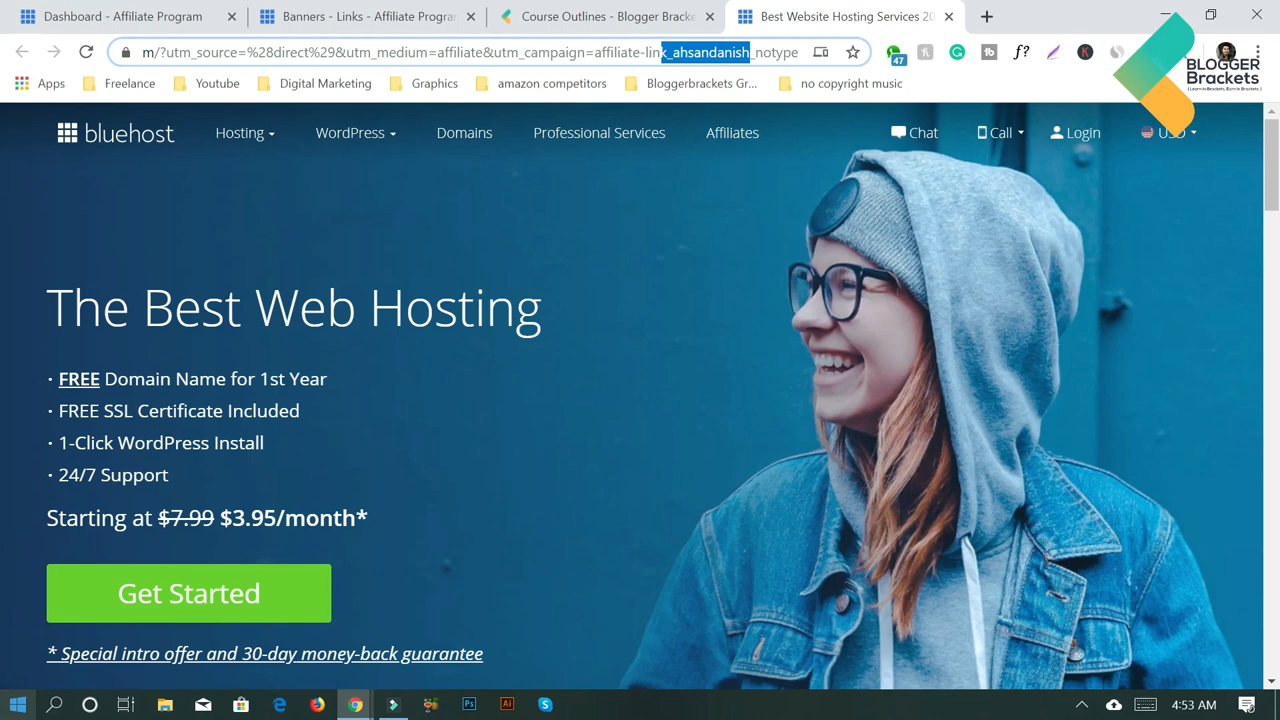 Dashboard - Affiliate Program
Banners - Links - Affiliate Progra
Course Outlines - Blogger Bracke
Best Website Hosting Services 20
m/?utm_source=%28direct%29&utm_medium=affiliate&utm_campaign=affiliate-link_ahsandanish_notype
47
f?
K
BLOGGER
Brackets
Apps
Freelance
Youtube
Digital Marketing
Graphics
amazon competitors
Bloggerbrackets Gr...
no copyright music
bluehost
Hosting
WordPress
Domains
Professional Services
Affiliates
Chat
Call
Login
USD
The Best Web Hosting
· FREE Domain Name for 1st Year
· FREE SSL Certificate Included
· 1-Click WordPress Install
· 24/7 Support
Starting at $7.99 $3.95/month*
Get Started
* Special intro offer and 30-day money-back guarantee
Ps
Ai
4:53 AM